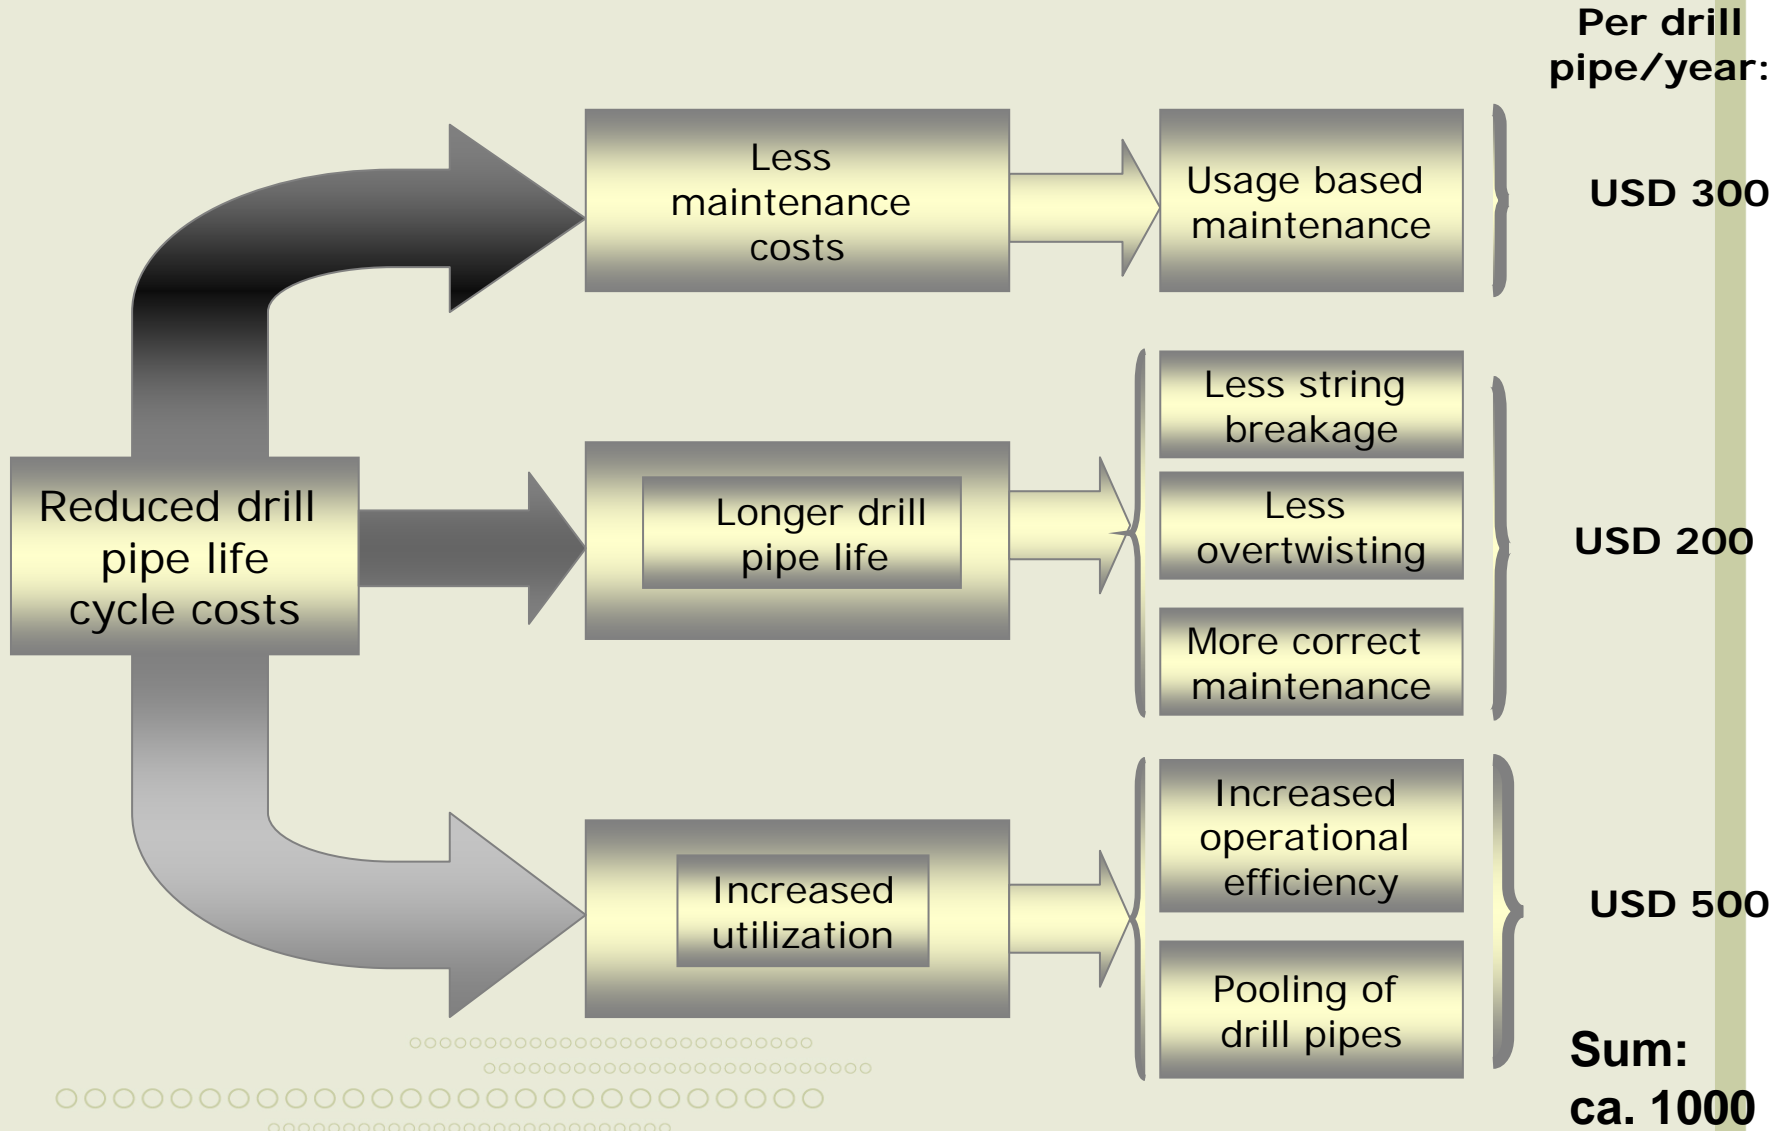 Per drill
pipe/year:
Less
maintenance
costs
Usage based
maintenance
USD 300
Less string
breakage
Reduced drill
pipe life
cycle costs
Longer drill
pipe life
Less
overtwisting
USD 200
More correct
maintenance
Increased
operational
efficiency
Increased
utilization
USD 500
Pooling of
drill pipes
Sum:
ca. 1000